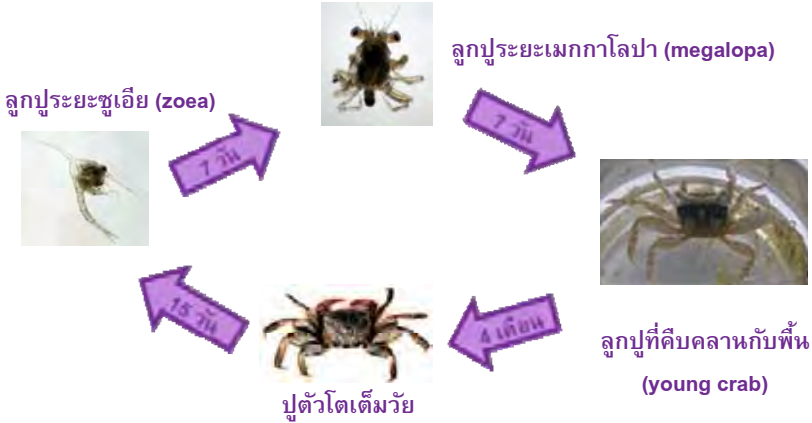 ลูกปูระยะเมกกาโลปา (megalopa)
ลูกปูระยะซูเอีย (zoea)
7 วัน
7 วัน
15 วัน
4 เดือน
ลูกปูที่คืบคลานกับพื้น
(young crab)
ปูตัวโตเต็มวัย